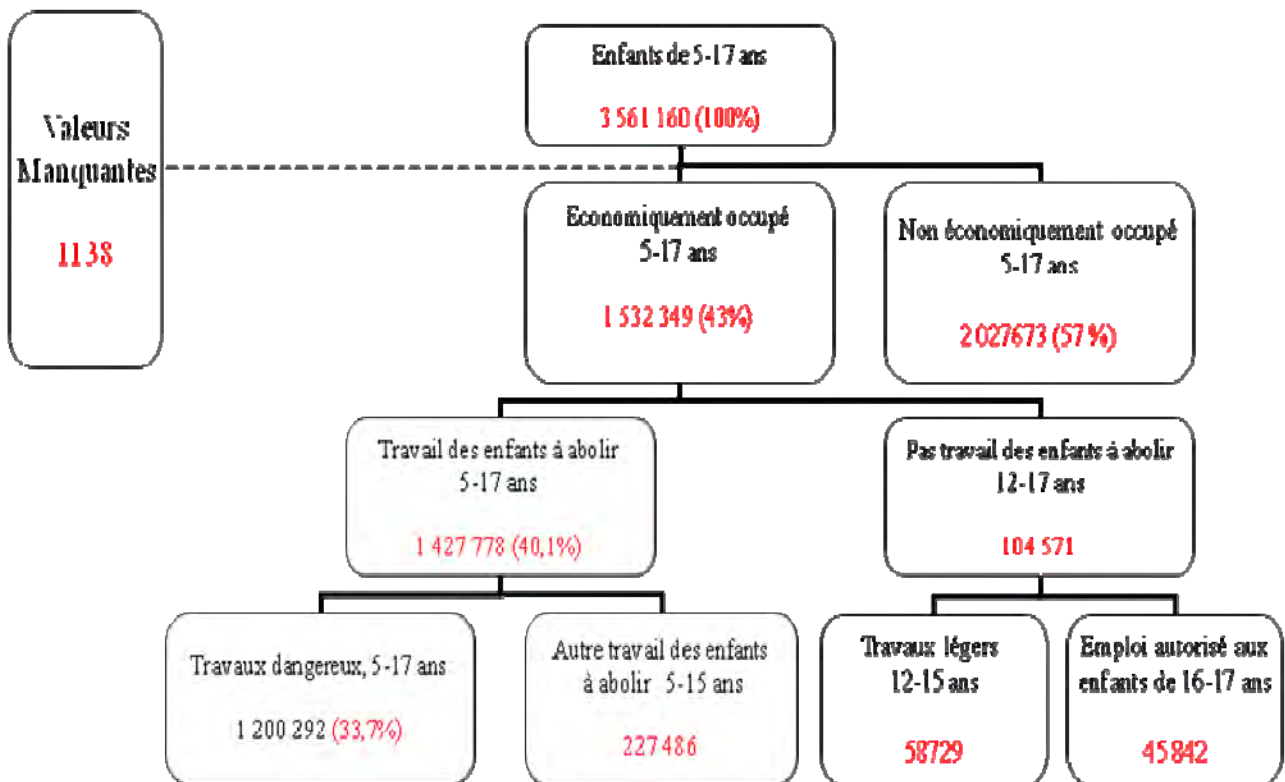 Valeurs
Manquantes
1138
Enfants de 5-17 ans
3 561 160 (100%)
Economiquement occupé
5-17 ans
1 532 349 (43%)
Non économiquement occupé
5-17 ans
2 027673 (57%)
Travail des enfants à abolir
5-17 ans
1 427 778 (40,1%)
Pas travail des enfants à abolir
12-17 ans
104 571
Travaux dangereux, 5-17 ans
1 200 292 (33,7%)
Autre travail des enfants
à abolir 5-15 ans
227 486
Travaux légers
12-15 ans
58729
Emploi autorisé aux
enfants de 16-17 ans
45 842